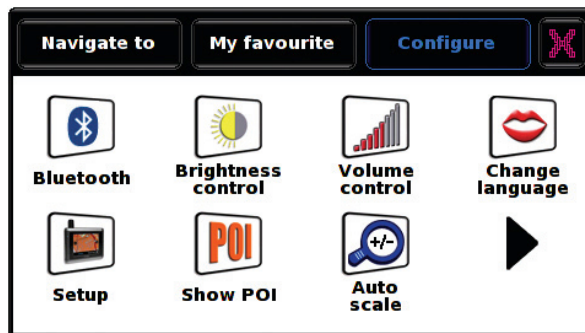 Navigate to
My favourite
Configure
Bluetooth
Brightness
control
Volume
control
Change
language
Setup
POI
Show POI
+/-
Auto
scale